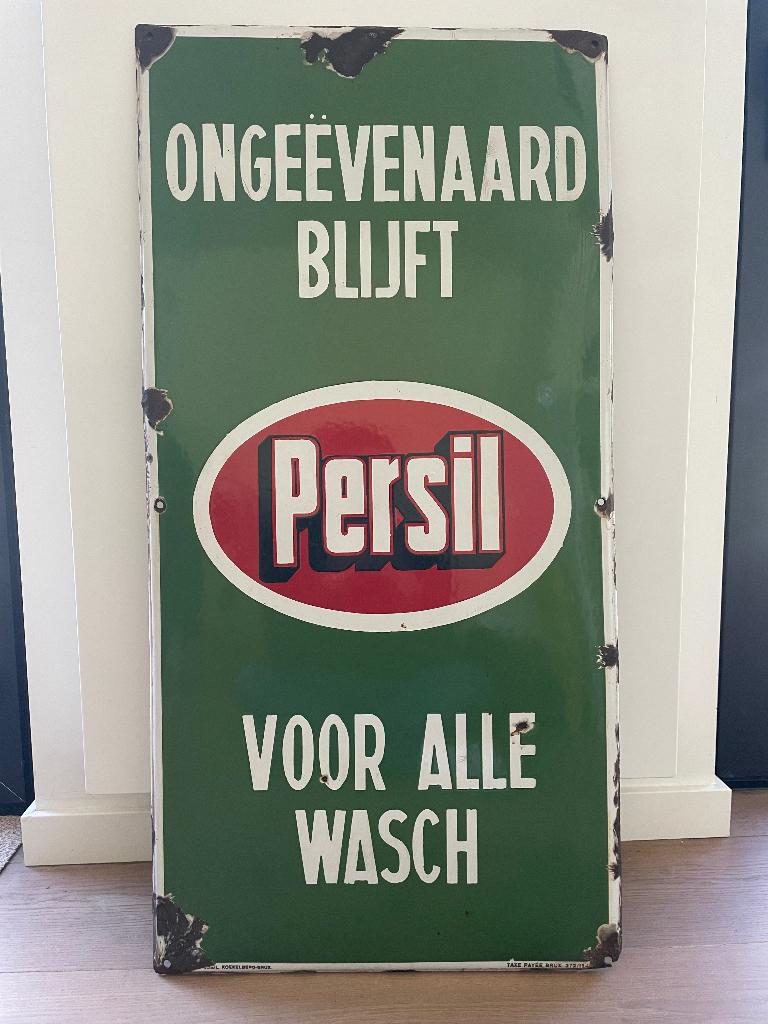 ONGEËVENAARD
BLIJFT
Persil
VOOR ALLE
WASCH
KOEKELBERG-BRUX.
TAXE PAYÉE BRUX.